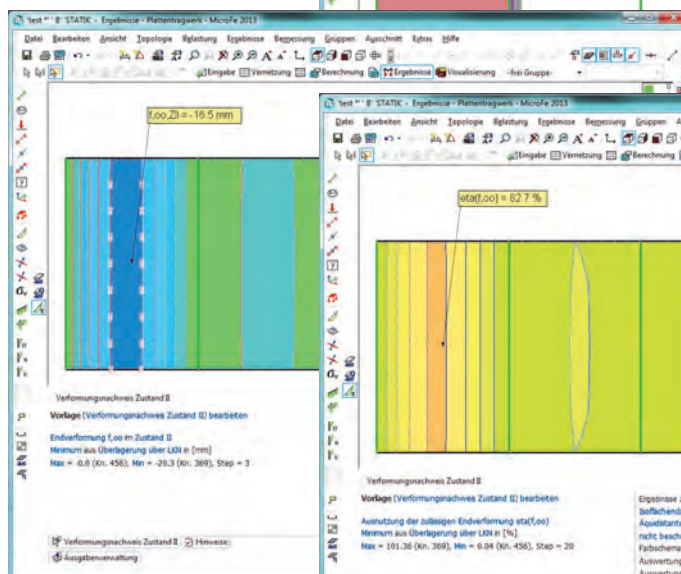 'test *' ' B' STATIK - Ergebnisse - Plattentragwerk - MicroFe 2013
Datei Bearbeiten Ansicht Topologie Belastung Ergebnisse Bemessung Gruppen Ausschnitt Extras Hilfe
Eingabe Vernetzung Berechnung Ergebnisse Visualisierung -frei Gruppe-
f,oo,ZII = -16.5 mm
Verformungsnachweis Zustand II
Vorlage (Verformungsnachweis Zustand II) bearbeiten
Endverformung f,oo im Zustand II
Minimum aus Überlagerung über LKN in [mm]
Max = -0.0 (Kn. 456), Min = -20.3 (Kn. 369), Step = 3
Verformungsnachweis Zustand II Hinweise
Ausgabenverwaltung
'test *' ' B' STATIK - Ergebnisse - Plattentragwerk - MicroFe 2013
Datei Bearbeiten Ansicht Topologie Belastung Ergebnisse Bemessung Gruppen
Eingabe Vernetzung Berechnung
eta(f,oo) = 82.7 %
Verformungsnachweis Zustand II
Vorlage (Verformungsnachweis Zustand II) bearbeiten
Ausnutzung der zulässigen Endverformung eta(f,oo)
Minimum aus Überlagerung über LKN in [%]
Max = 101.36 (Kn. 369), Min = 0.04 (Kn. 456), Step = 20
Ergebnisse
Isoflächen
Äquidistante
nicht besch
Farbschema
Auswertung
Auswertung